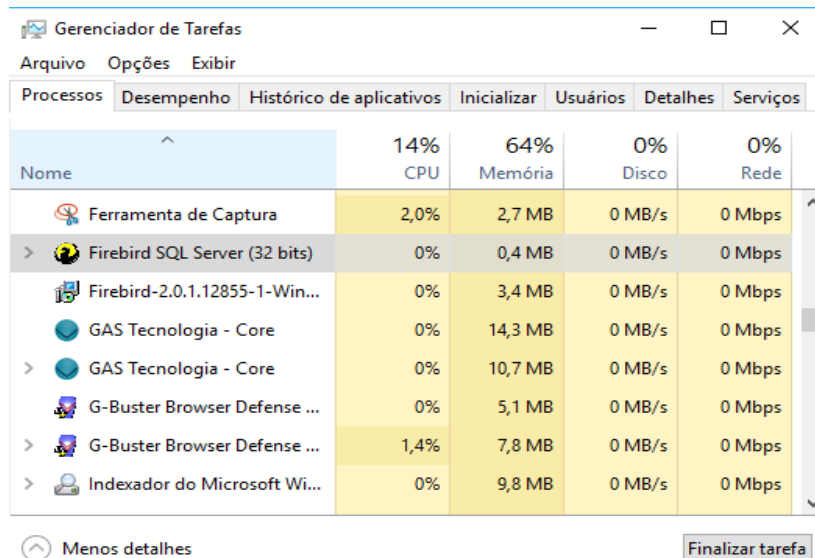 Gerenciador de Tarefas
Arquivo Opções Exibir
Processos Desempenho Histórico de aplicativos Inicializar Usuários Detalhes Serviços
14% 64% 0% 0%
Nome CPU Memória Disco Rede
Ferramenta de Captura 2,0% 2,7 MB 0 MB/s 0 Mbps
Firebird SQL Server (32 bits) 0% 0,4 MB 0 MB/s 0 Mbps
Firebird-2.0.1.12855-1-Win... 0% 3,4 MB 0 MB/s 0 Mbps
GAS Tecnologia - Core 0% 14,3 MB 0 MB/s 0 Mbps
GAS Tecnologia - Core 0% 10,7 MB 0 MB/s 0 Mbps
G-Buster Browser Defense ... 0% 5,1 MB 0 MB/s 0 Mbps
G-Buster Browser Defense ... 1,4% 7,8 MB 0 MB/s 0 Mbps
Indexador do Microsoft Wi... 0% 9,8 MB 0 MB/s 0 Mbps
Menos detalhes Finalizar tarefa